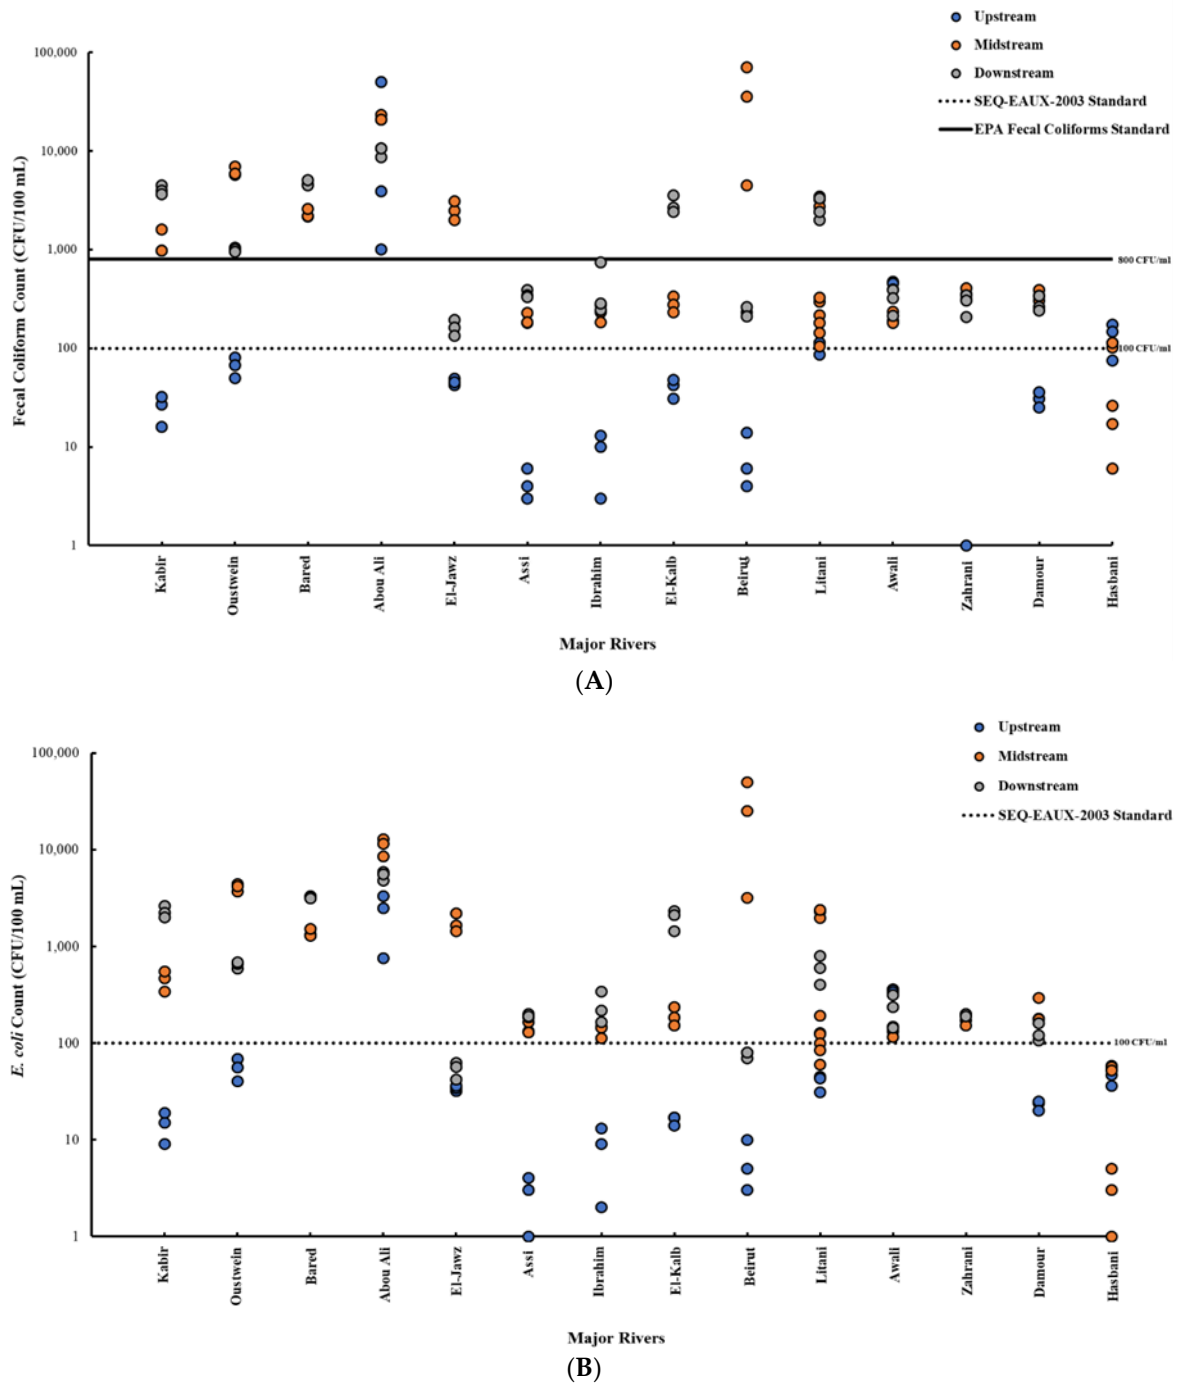 Upstream
Midstream
Downstream
SEQ-EAUX-2003 Standard
EPA Fecal Coliforms Standard
Fecal Coliform Count (CFU/100 mL)
100,000
10,000
1,000
800 CFU/ml
100
100 CFU/ml
10
1
Kabir
Oustwein
Bared
Abou Ali
El-Jawz
Assi
Ibrahim
El-Kalb
Beirut
Litani
Awali
Zahrani
Damour
Hasbani
Major Rivers
(A)
Upstream
Midstream
Downstream
SEQ-EAUX-2003 Standard
E. coli Count (CFU/100 mL)
100,000
10,000
1,000
100
100 CFU/ml
10
1
Kabir
Oustwein
Bared
Abou Ali
El-Jawz
Assi
Ibrahim
El-Kalb
Beirut
Litani
Awali
Zahrani
Damour
Hasbani
Major Rivers
(B)